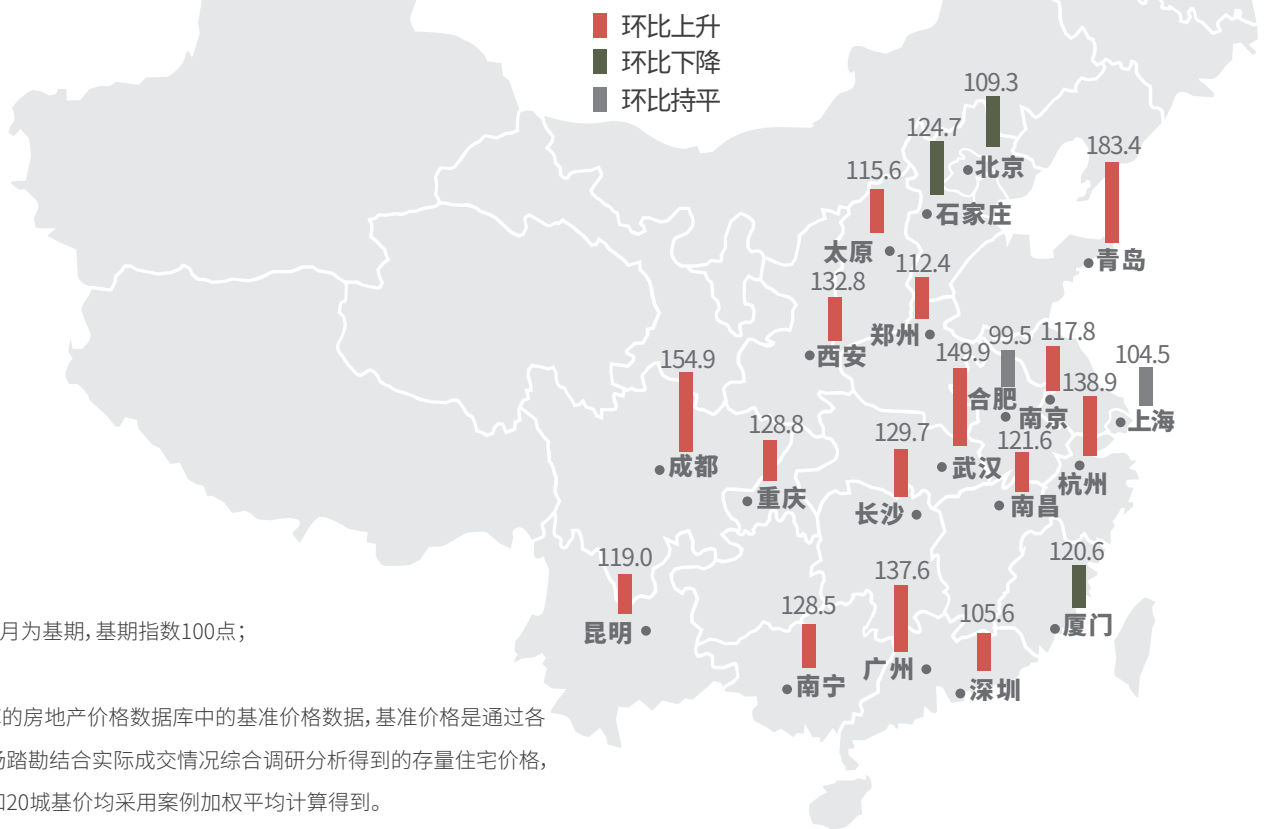 环比上升
环比下降
环比持平
109.3
北京
124.7
石家庄
183.4
青岛
115.6
太原
112.4
郑州
132.8
西安
99.5
合肥
117.8
南京
104.5
上海
149.9
武汉
138.9
杭州
154.9
成都
128.8
重庆
129.7
长沙
121.6
南昌
119.0
昆明
128.5
南宁
137.6
广州
105.6
深圳
120.6
厦门
月为基期，基期指数100点；
的房地产价格数据库中的基准价格数据，基准价格是通过各
踏勘结合实际成交情况综合调研分析得到的存量住宅价格，
20城基价均采用案例加权平均计算得到。